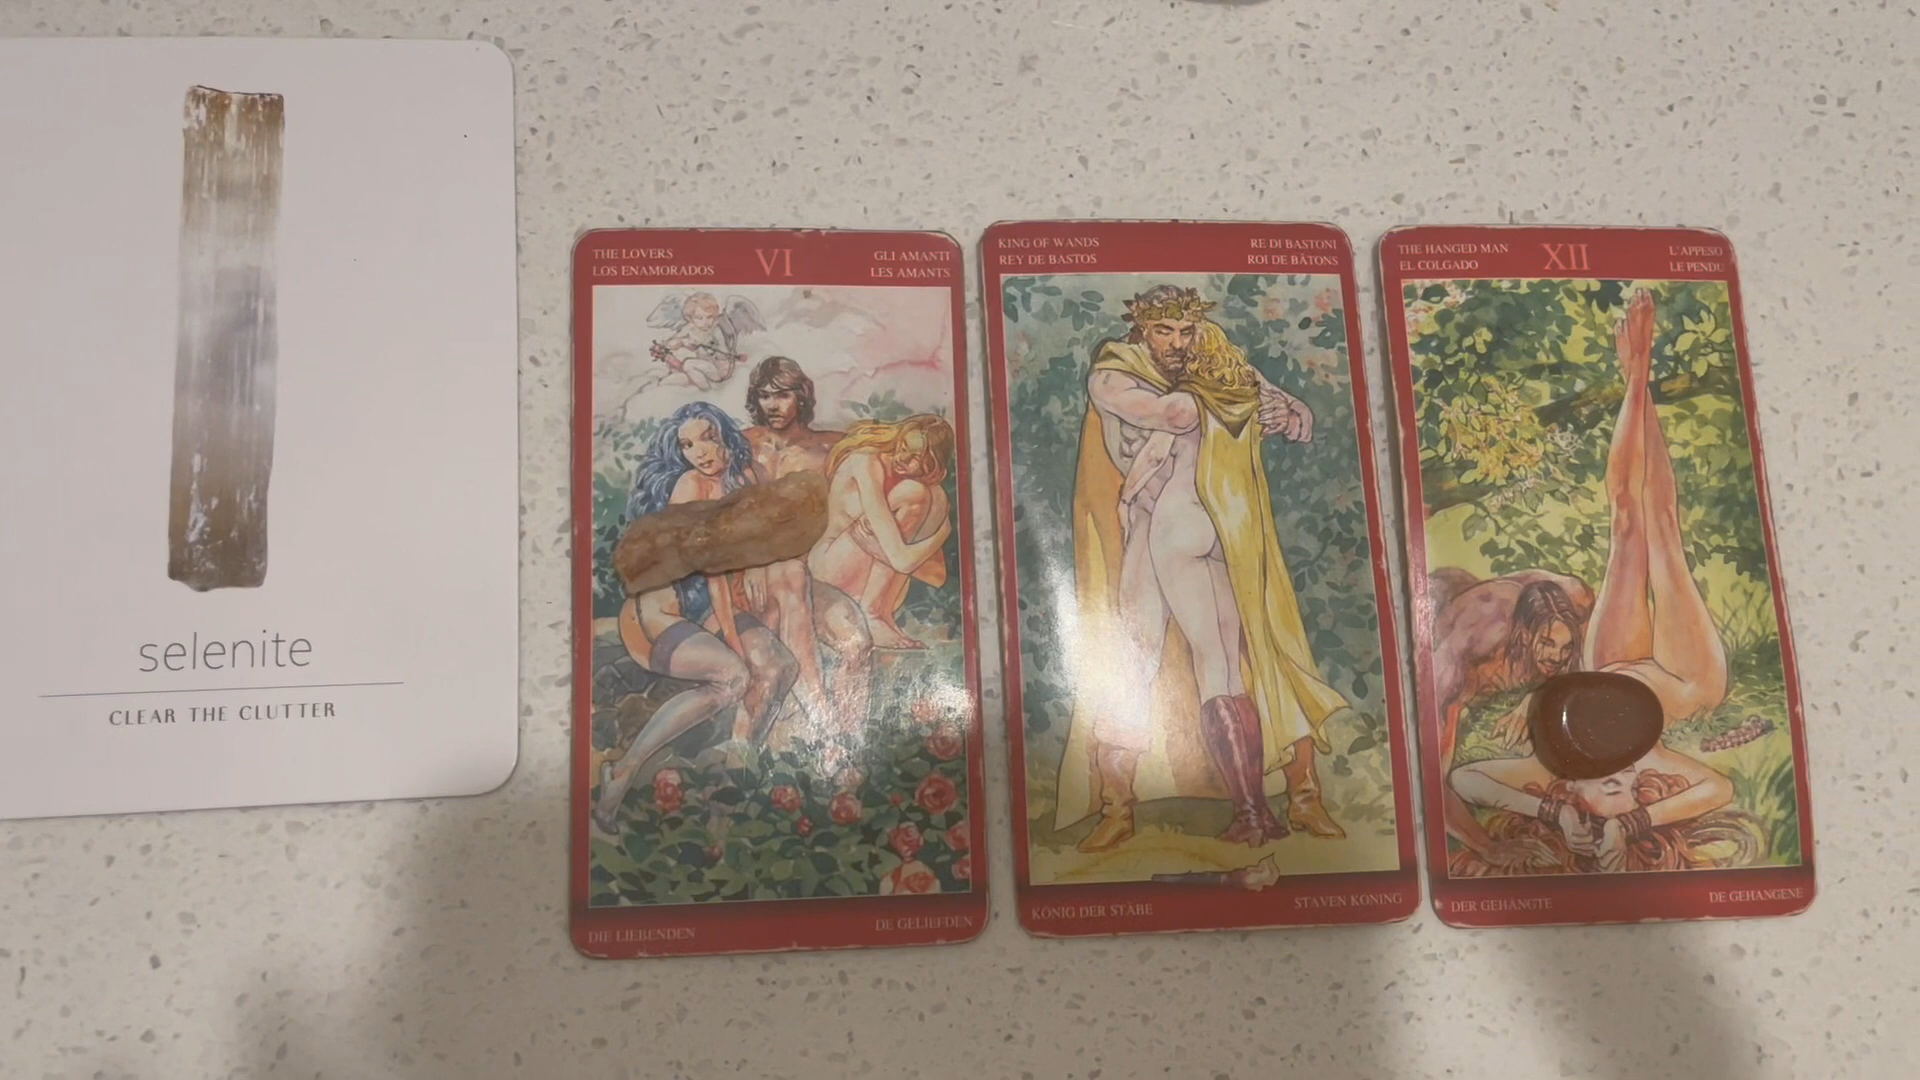 selenite
CLEAR THE CLUTTER
THE LOVERS
LOS ENAMORADOS
VI
GLI AMANTI
LES AMANTS
DIE LIEBENDEN
DE GELIEFDEN
KING OF WANDS
REY DE BASTOS
RE DI BASTONI
ROI DE BÂTONS
KÖNIG DER STÄBE
STAVEN KONING
THE HANGED MAN
EL COLGADO
XII
L'APPESO
LE PENDU
DER GEHÄNGTE
DE GEHANGENE